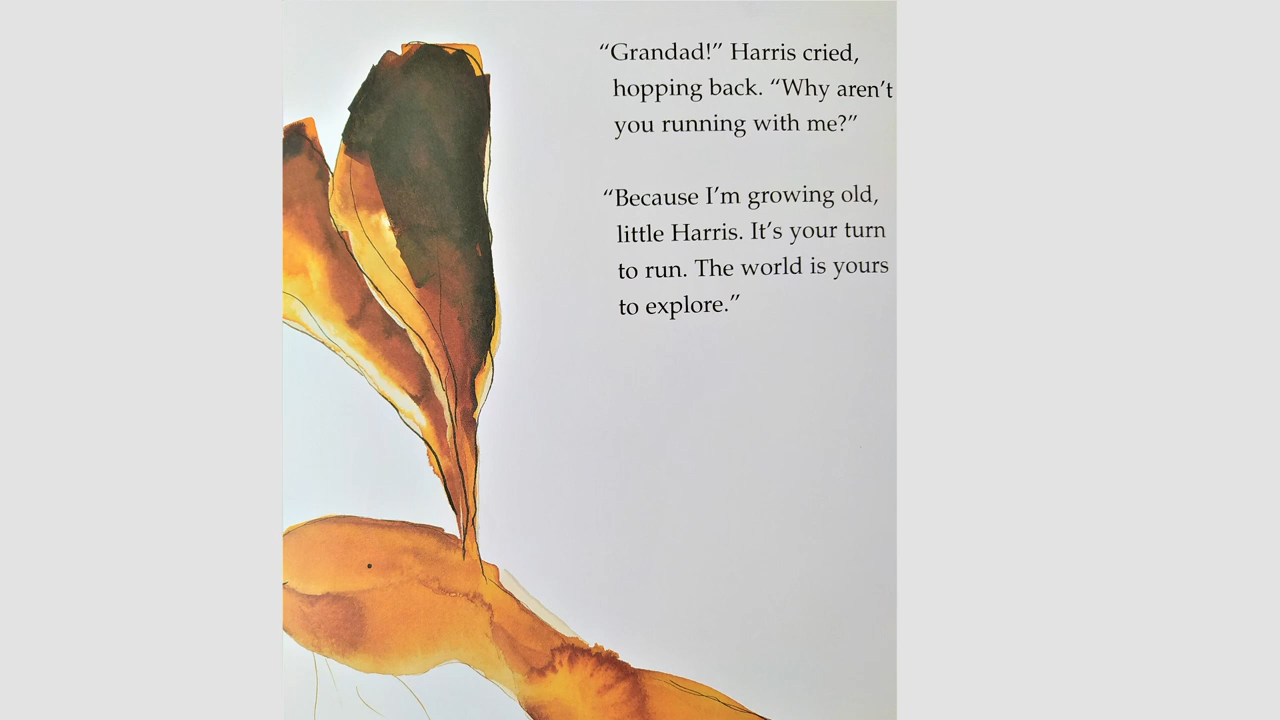 “Grandad!” Harris cried,
hopping back. “Why aren’t
you running with me?”
“Because I’m growing old,
little Harris. It’s your turn
to run. The world is yours
to explore.”